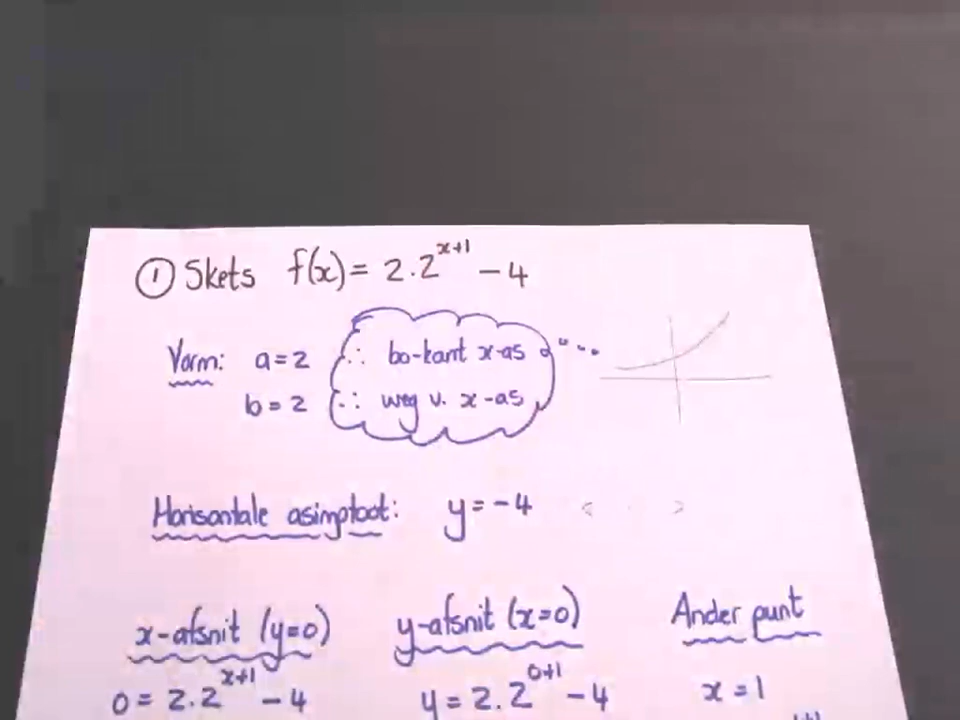 ① Skets f(x) = 2.2^(x+1) - 4
Vorm: a = 2 ∴ bo-kant x-as
b = 2 ∴ weg v. x-as
Horisontale asimptoot: y = -4
x-afsnit (y=0) y-afsnit (x=0) Ander punt
0 = 2.2^(x+1) - 4 y = 2.2^(0+1) - 4 x = 1